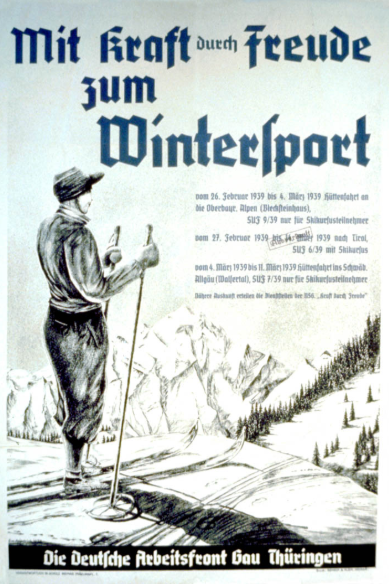 Mit Kraft durch Freude
zum
Wintersport
vom 26. Februar 1939 bis 4. März 1939 Hüttenfahrt an
die Oberbayr. Alpen (Blecksteinhaus),
SUZ 9/39 nur für Skikursteilnehmer
vom 27. Februar 1939 bis März 1939 nach Tirol,
SUZ 6/39 mit Skikursus
vom 4. März 1939 bis 11. März 1939 Hüttenfahrt ins Schwäb.
Allgäu (Walsertal), SUZ 7/39 nur für Skikursusteilnehmer
Nähere Auskunft erteilen die Dienststellen der NSG. „Kraft durch Freude“
Die Deutsche Arbeitsfront Gau Thüringen